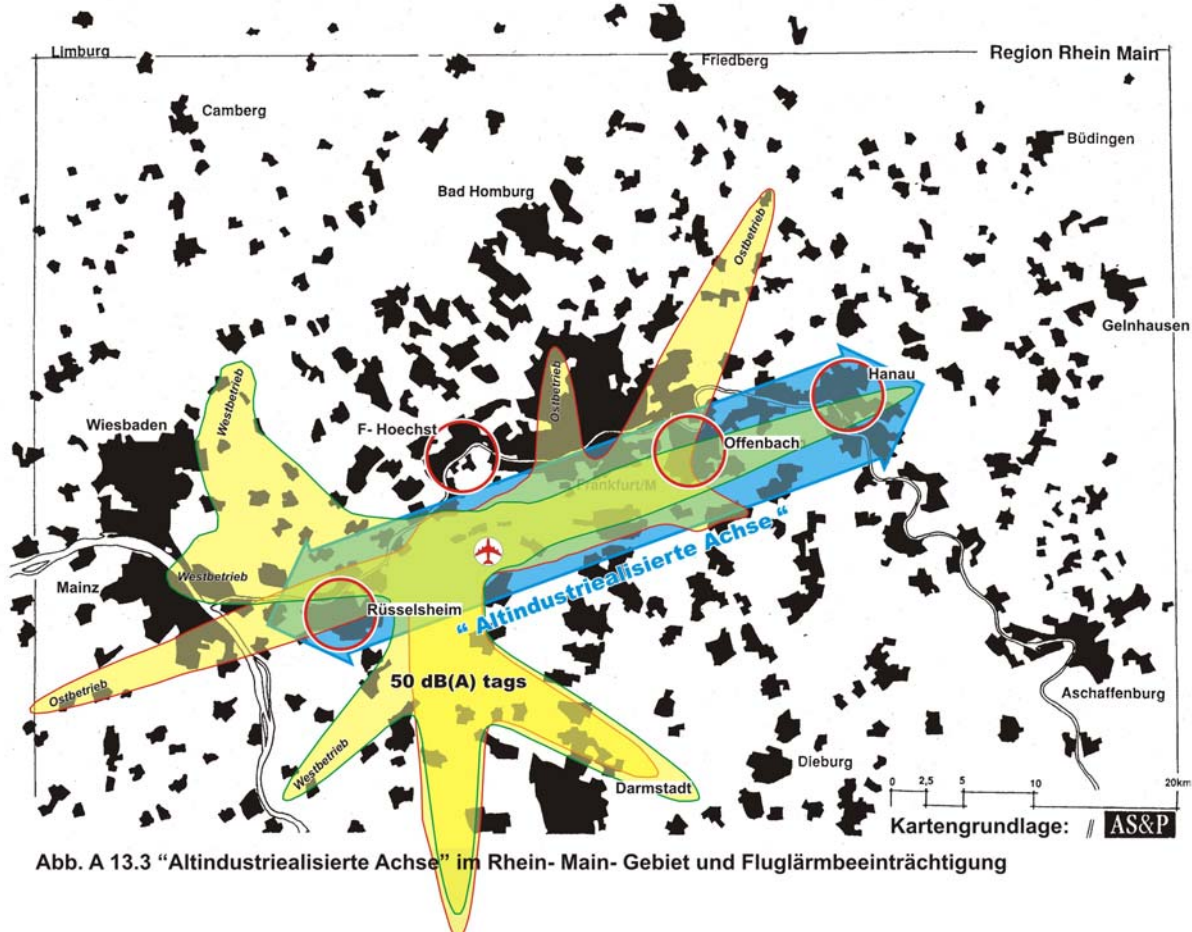 Limburg
Region Rhein Main
Friedberg
Camberg
Büdingen
Bad Homburg
Ostbetrieb
Gelnhausen
Ostbetrieb
Westbetrieb
Hanau
Wiesbaden
F- Hoechst
Offenbach
Frankfurt/M
“ Altindustriealisierte Achse “
Westbetrieb
Mainz
Rüsselsheim
50 dB(A) tags
Ostbetrieb
Aschaffenburg
Westbetrieb
Dieburg
Darmstadt
0 2,5 5 10 20km
Kartengrundlage: // AS&P
Abb. A 13.3 “Altindustriealisierte Achse” im Rhein- Main- Gebiet und Fluglärmbeeinträchtigung